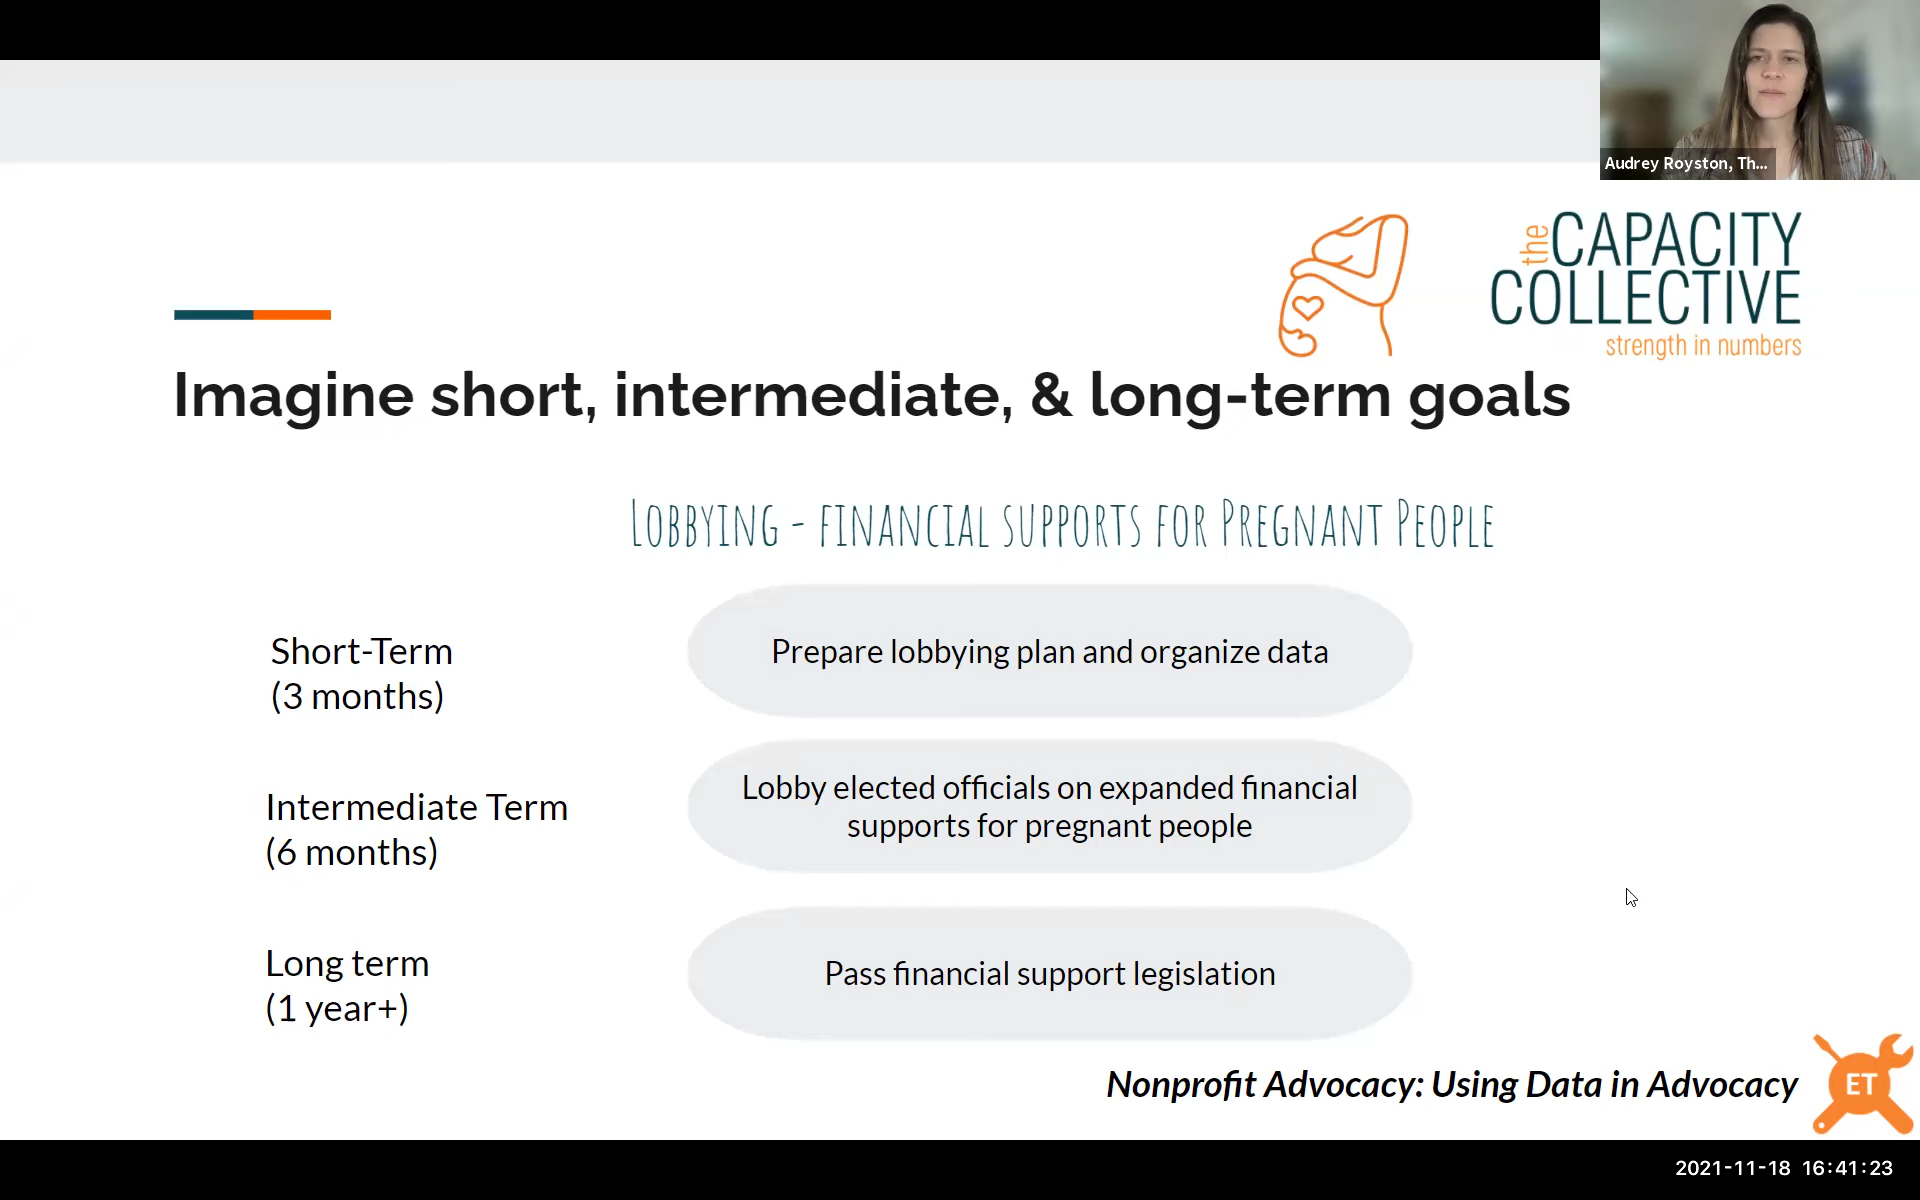 Audrey Royston, Th...
the CAPACITY
COLLECTIVE
strength in numbers
Imagine short, intermediate, & long-term goals
LOBBYING - FINANCIAL SUPPORTS FOR PREGNANT PEOPLE
Short-Term
(3 months)
Prepare lobbying plan and organize data
Intermediate Term
(6 months)
Lobby elected officials on expanded financial
supports for pregnant people
Long term
(1 year+)
Pass financial support legislation
Nonprofit Advocacy: Using Data in Advocacy
ET
2021-11-18 16:41:23